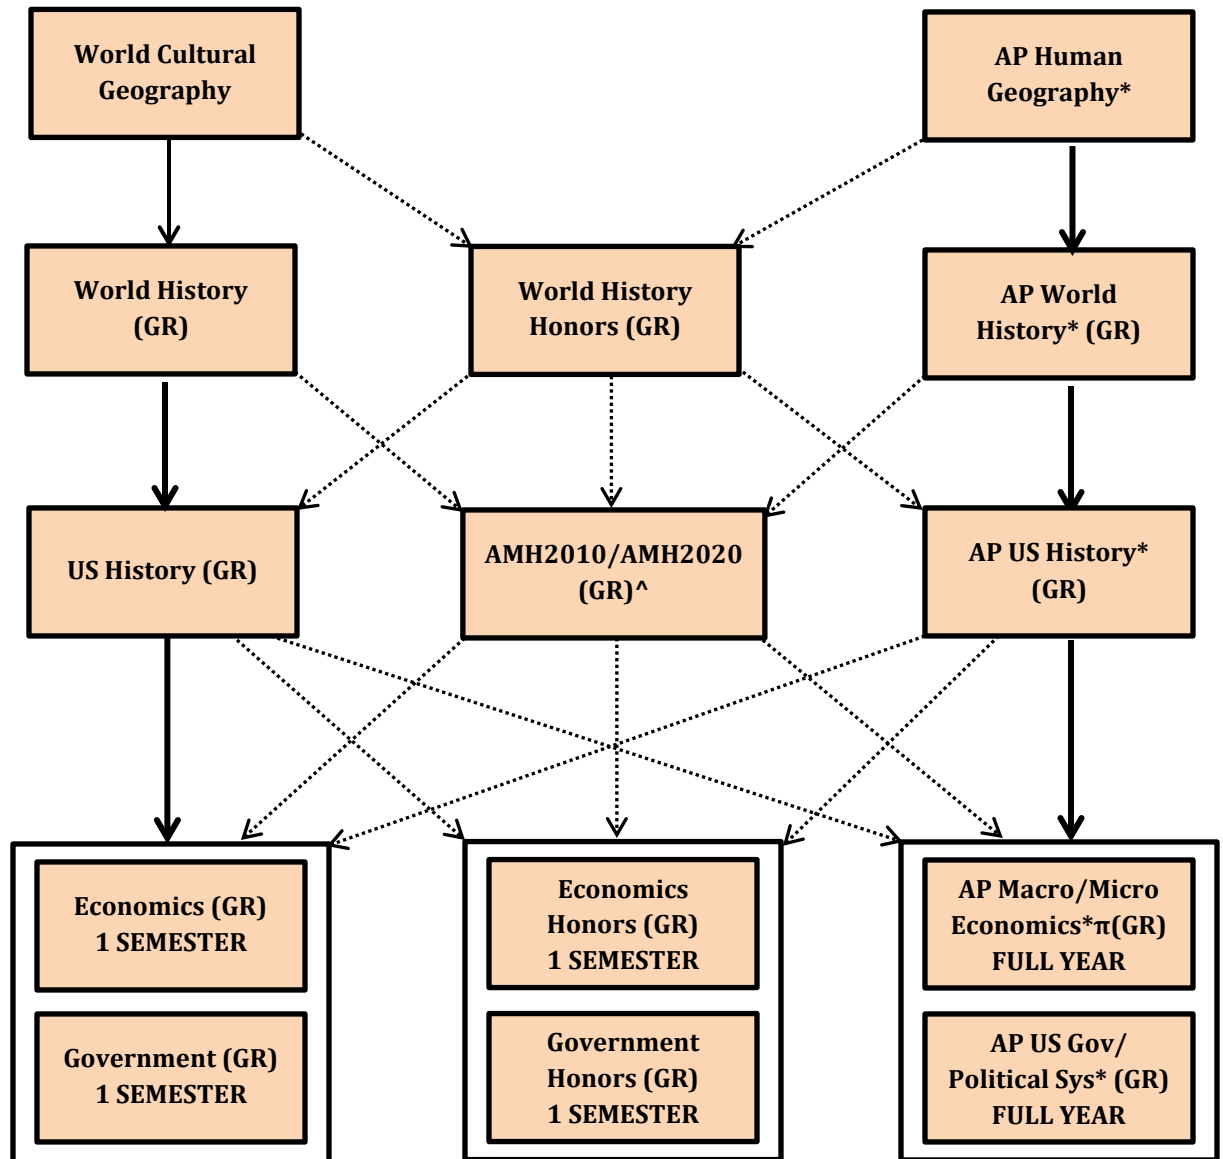 World Cultural
Geography
AP Human
Geography*
World History
(GR)
World History
Honors (GR)
AP World
History* (GR)
US History (GR)
AMH2010/AMH2020
(GR)^
AP US History*
(GR)
Economics (GR)
1 SEMESTER
Economics
Honors (GR)
1 SEMESTER
AP Macro/Micro
Economics*π(GR)
FULL YEAR
Government (GR)
1 SEMESTER
Government
Honors (GR)
1 SEMESTER
AP US Gov/
Political Sys* (GR)
FULL YEAR